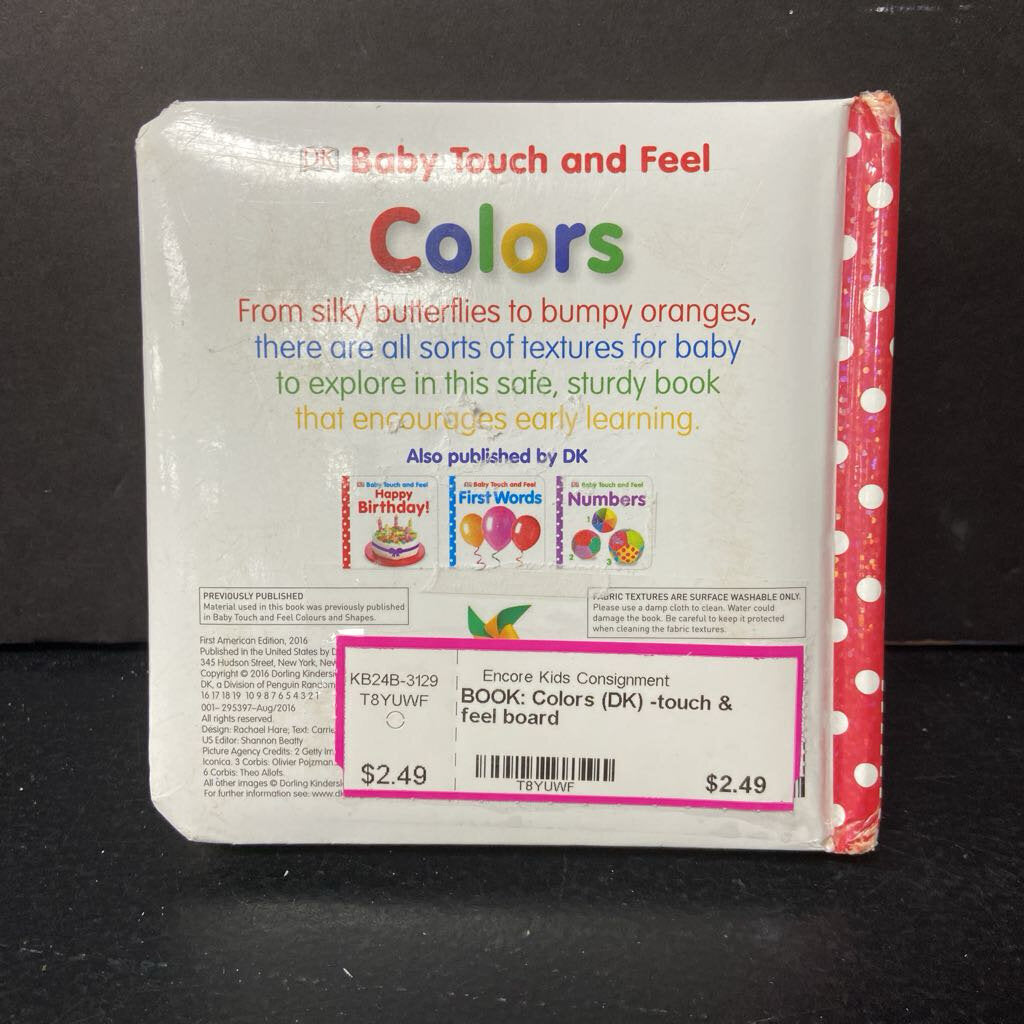 DK Baby Touch and Feel
Colors
From silky butterflies to bumpy oranges,
there are all sorts of textures for baby
to explore in this safe, sturdy book
that encourages early learning.
Also published by DK
DK Baby Touch and Feel
Happy
Birthday!
DK Baby Touch and Feel
First Words
DK Baby Touch and Feel
Numbers
1
2
3
PREVIOUSLY PUBLISHED
Material used in this book was previously published
in Baby Touch and Feel Colours and Shapes.
FABRIC TEXTURES ARE SURFACE WASHABLE ONLY.
Please use a damp cloth to clean. Water could
damage the book. Be careful to keep it protected
when cleaning the fabric textures.
First American Edition, 2016
Published in the United States by D
345 Hudson Street, New York, New
Copyright © 2016 Dorling Kindersl
DK, a Division of Penguin Random
16 17 18 19 10 9 8 7 6 5 4 3 2 1
001–295397–Aug/2016
All rights reserved.
Design: Rachael Hare; Text: Carrie
US Editor: Shannon Beatty
Picture Agency Credits: 2 Getty Im
Iconica. 3 Corbis: Olivier Pojzman.
6 Corbis: Theo Allofs.
All other images © Dorling Kindersl
For further information see: www.dk
KB24B-3129
T8YUWF
$2.49
Encore Kids Consignment
BOOK: Colors (DK) -touch &
feel board
T8YUWF
$2.49